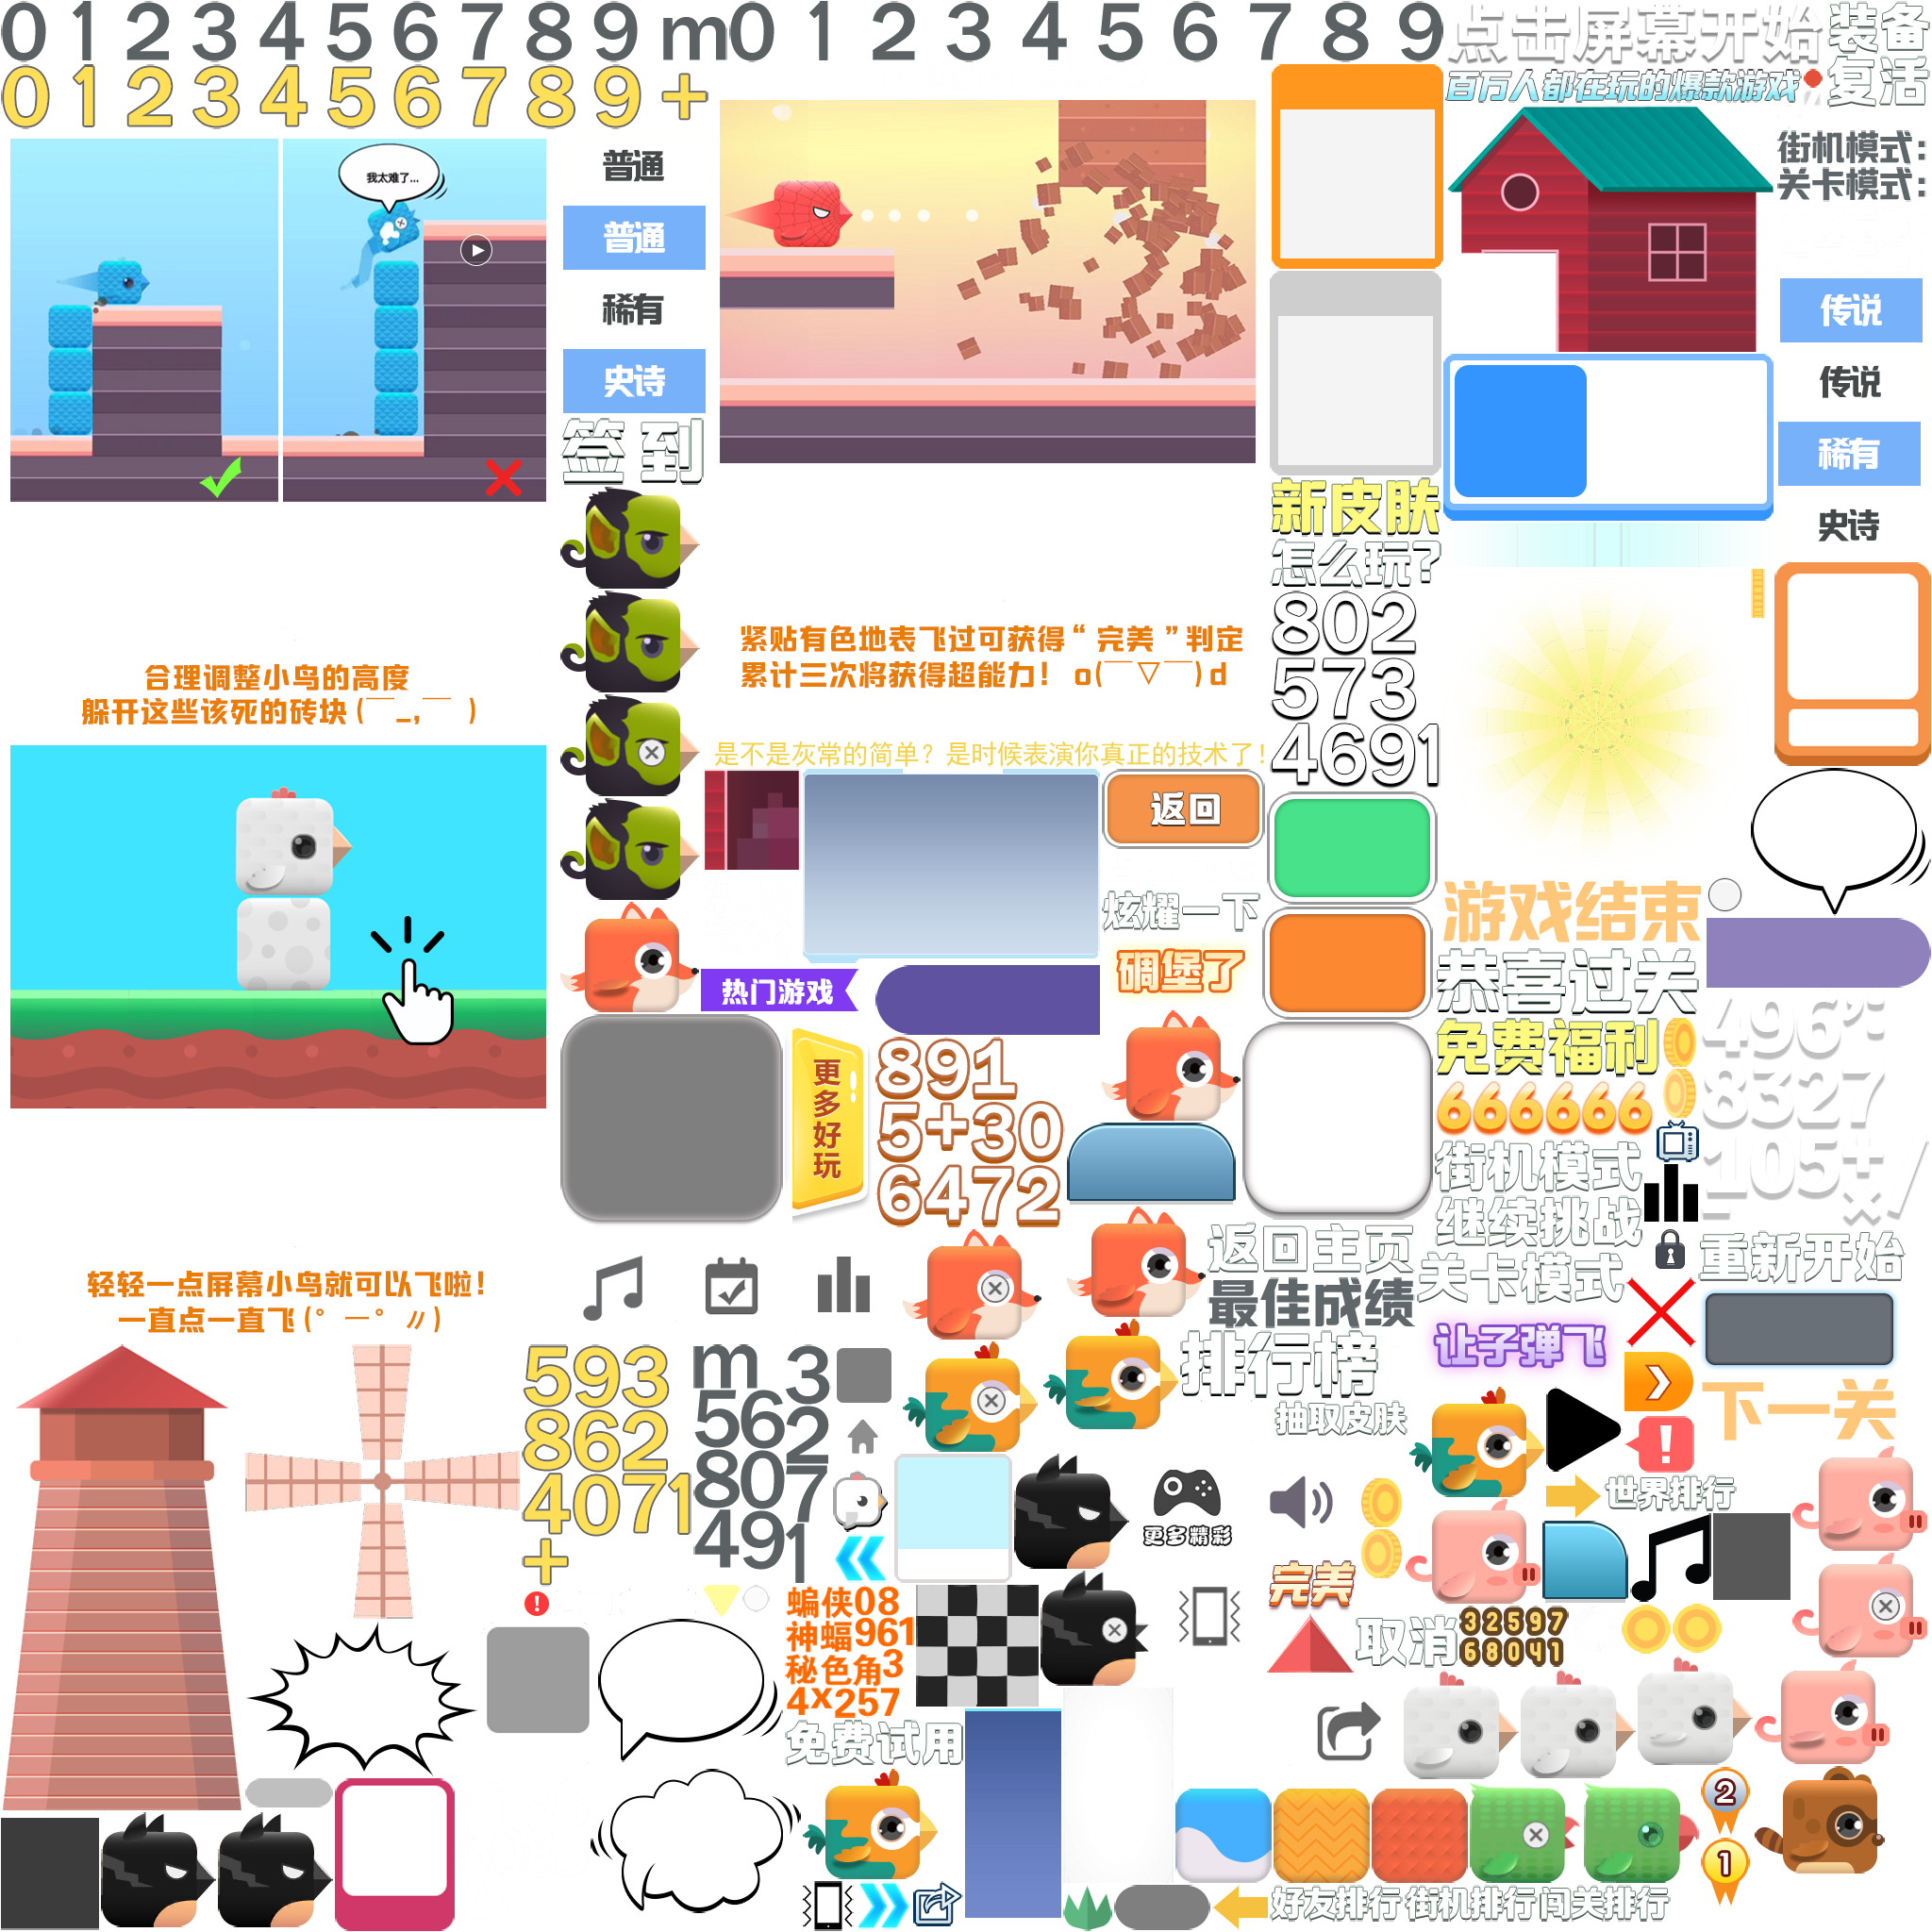 0 1 2 3 4 5 6 7 8 9 m
0 1 2 3 4 5 6 7 8 9
点击屏幕开始
装备
0 1 2 3 4 5 6 7 8 9 +
百万人都在玩的爆款游戏
复活
我太难了...
普通
街机模式:
关卡模式:
普通
稀有
传说
史诗
传说
签到
稀有
新皮肤
史诗
怎么玩?
802
573
4691
紧贴有色地表飞过可获得“完美”判定
累计三次将获得超能力! o(￣▽￣)d
合理调整小鸟的高度
躲开这些该死的砖块(￣_,￣ )
是不是灰常的简单? 是时候表演你真正的技术了!
返回
炫耀一下
游戏结束
碉堡了
恭喜过关
热门游戏
免费福利
496”:
8327
105+
666666
更多好玩
891
5+30
6472
街机模式
继续挑战
返回主页
关卡模式
重新开始
轻轻一点屏幕小鸟就可以飞啦!
一直点一直飞(° 一° 〃)
最佳成绩
让子弹飞
排行榜
593
862
4071
+
m 3
562
807
491
抽取皮肤
下一关
世界排行
更多精彩
完美
蝙侠08
神蝠961
秘色角3
4x257
取消
32597
68041
免费试用
2
1
好友排行
街机排行
闯关排行